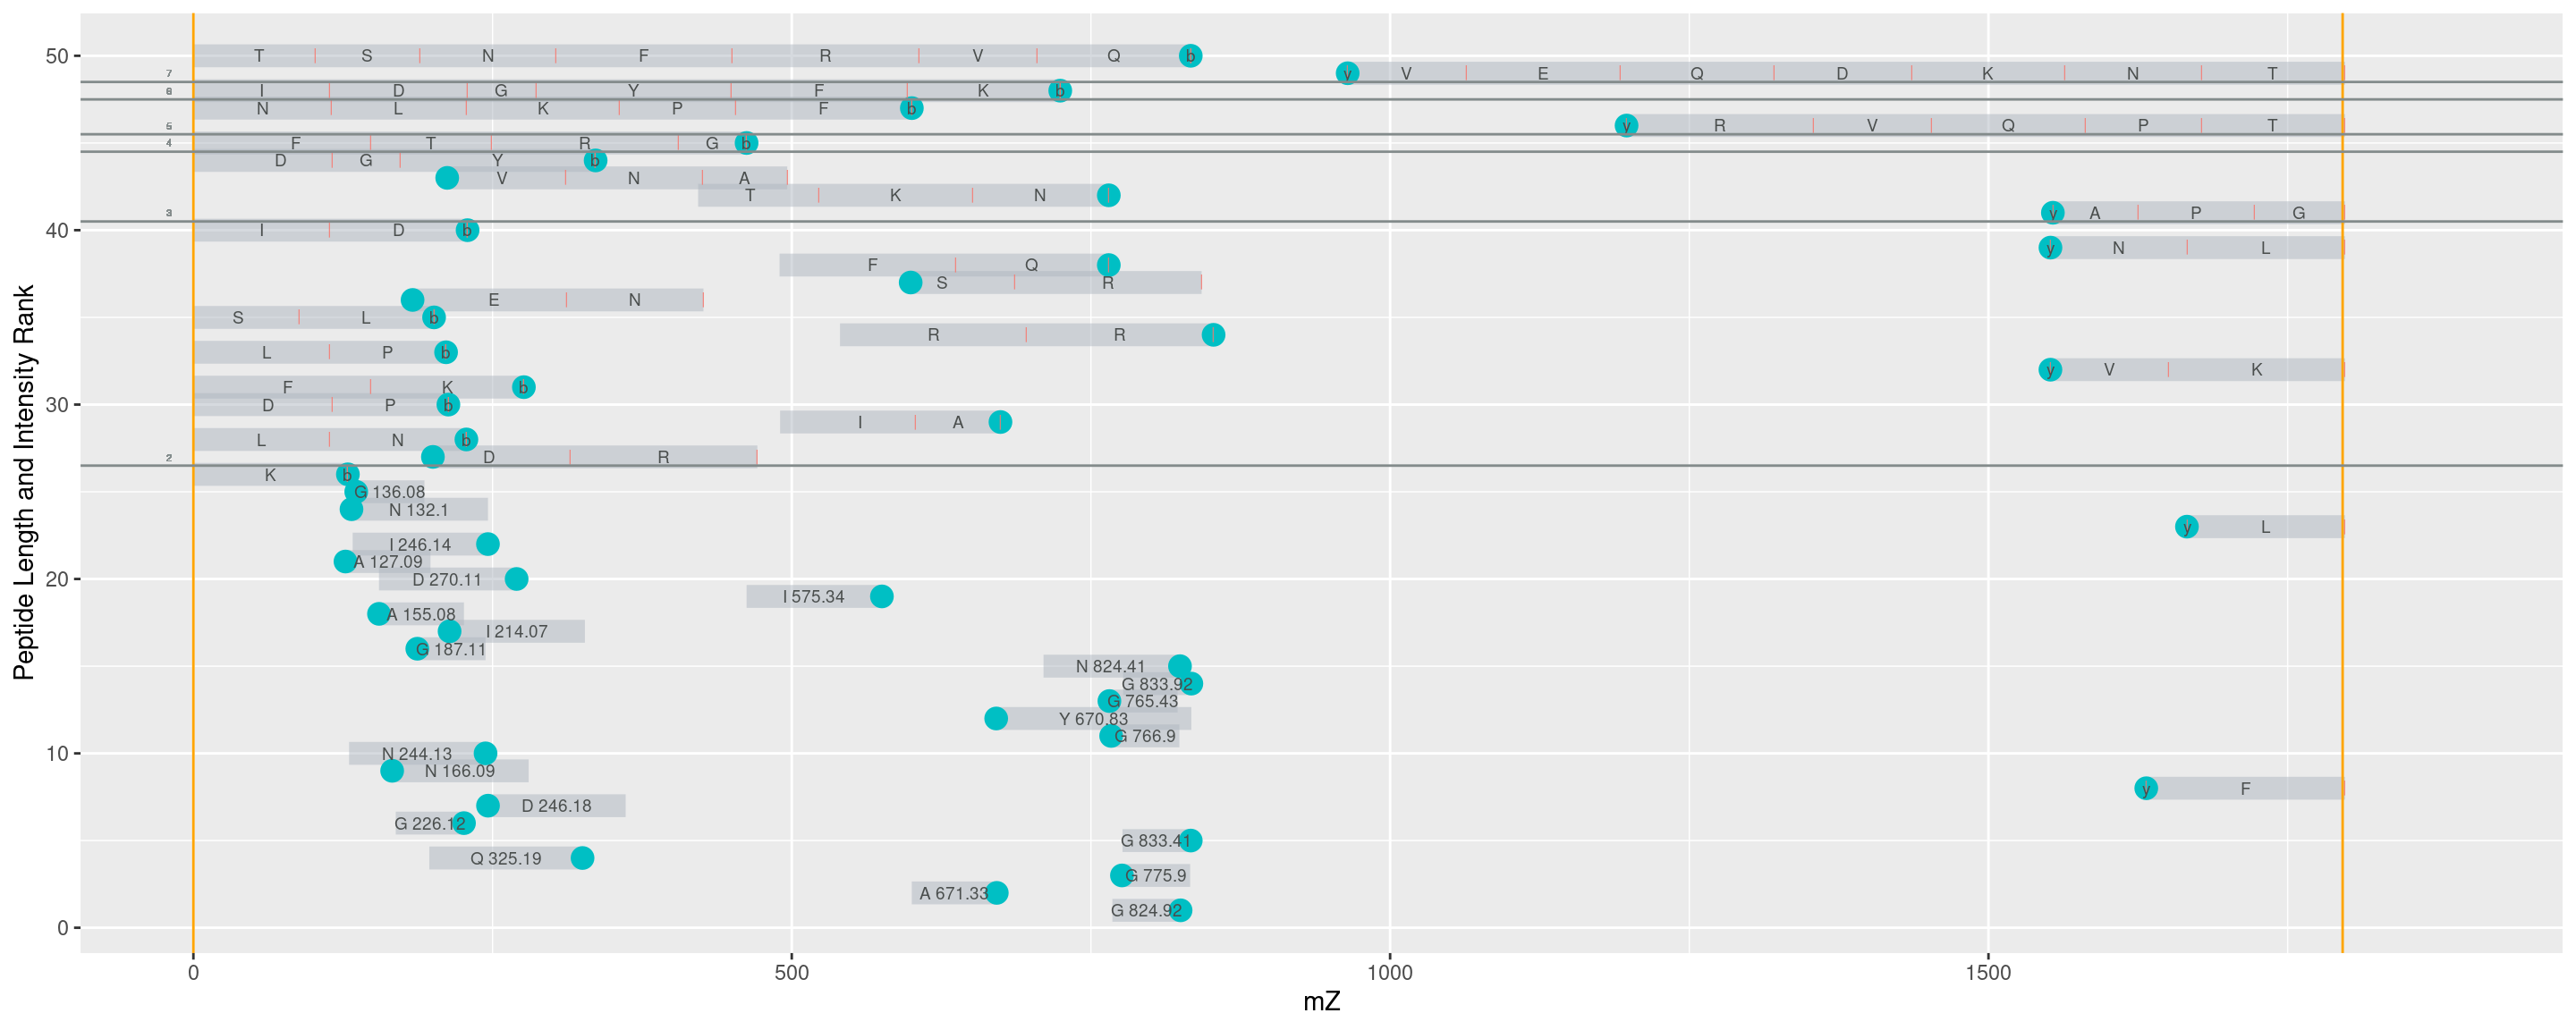 50 T S N F R V Q b
7 y V E Q D K N T
6 I D G Y F K b
N L K P F b
5 y R V Q P T
4 F T R G b
D G Y b
V N A
T K N
3 y A P G
40 I D b
y N L
F Q
S R
E N
S L b
R R
L P b
y V K
F K b
30 D P b
I A
L N b
2 D R
K b
G 136.08
N 132.1
y L
I 246.14
A 127.09
20 D 270.11
I 575.34
A 155.08
I 214.07
G 187.11
N 824.41
G 833.92
G 765.43
Y 670.83
G 766.9
10 N 244.13
N 166.09
y F
D 246.18
G 226.12
G 833.41
Q 325.19
G 775.9
A 671.33
G 824.92
0
0 500 1000 1500
mZ
Peptide Length and Intensity Rank